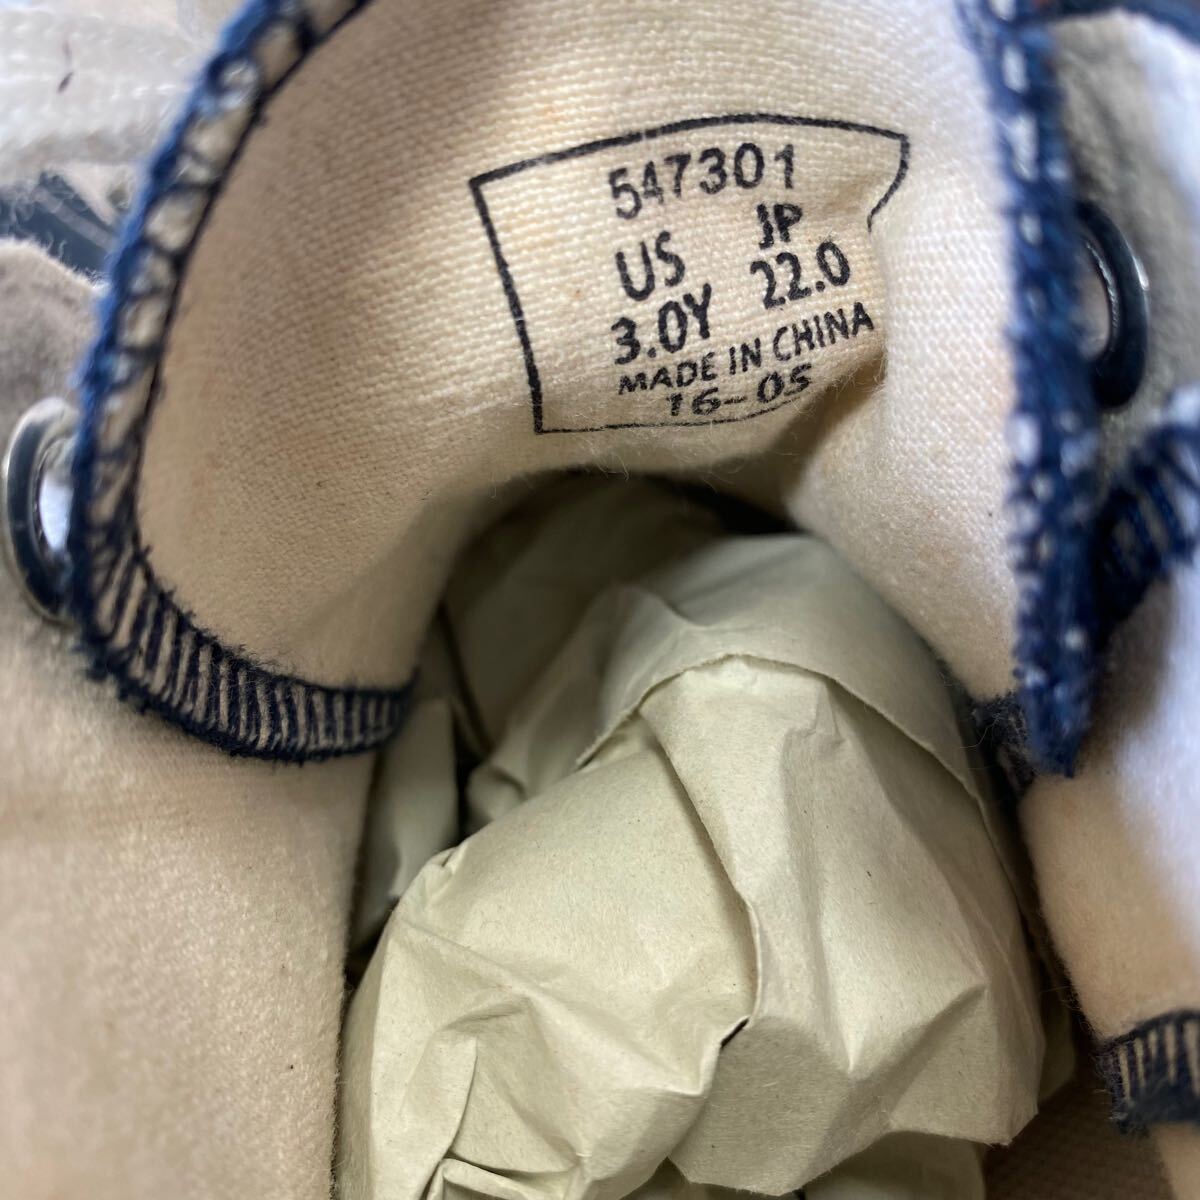 547301
US JP
3.0Y 22.0
MADE IN CHINA
16-05